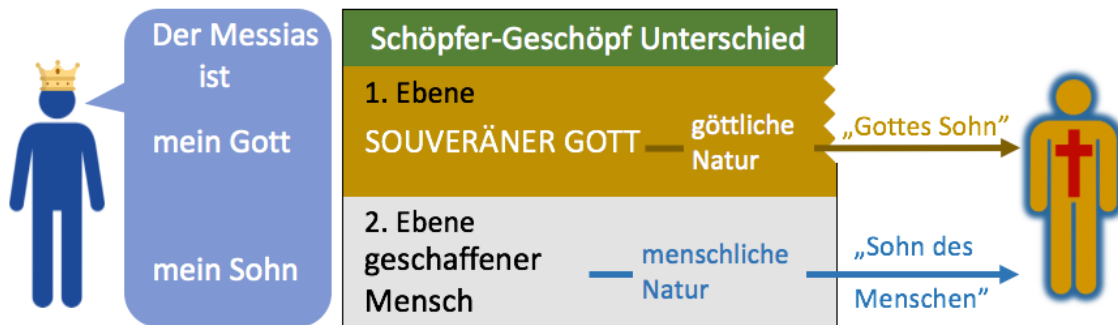 Der Messias
ist
mein Gott
mein Sohn
Schöpfer-Geschöpf Unterschied
1. Ebene
SOUVERÄNER GOTT
göttliche
Natur
„Gottes Sohn”
2. Ebene
geschaffener
Mensch
menschliche
Natur
„Sohn des
Menschen”